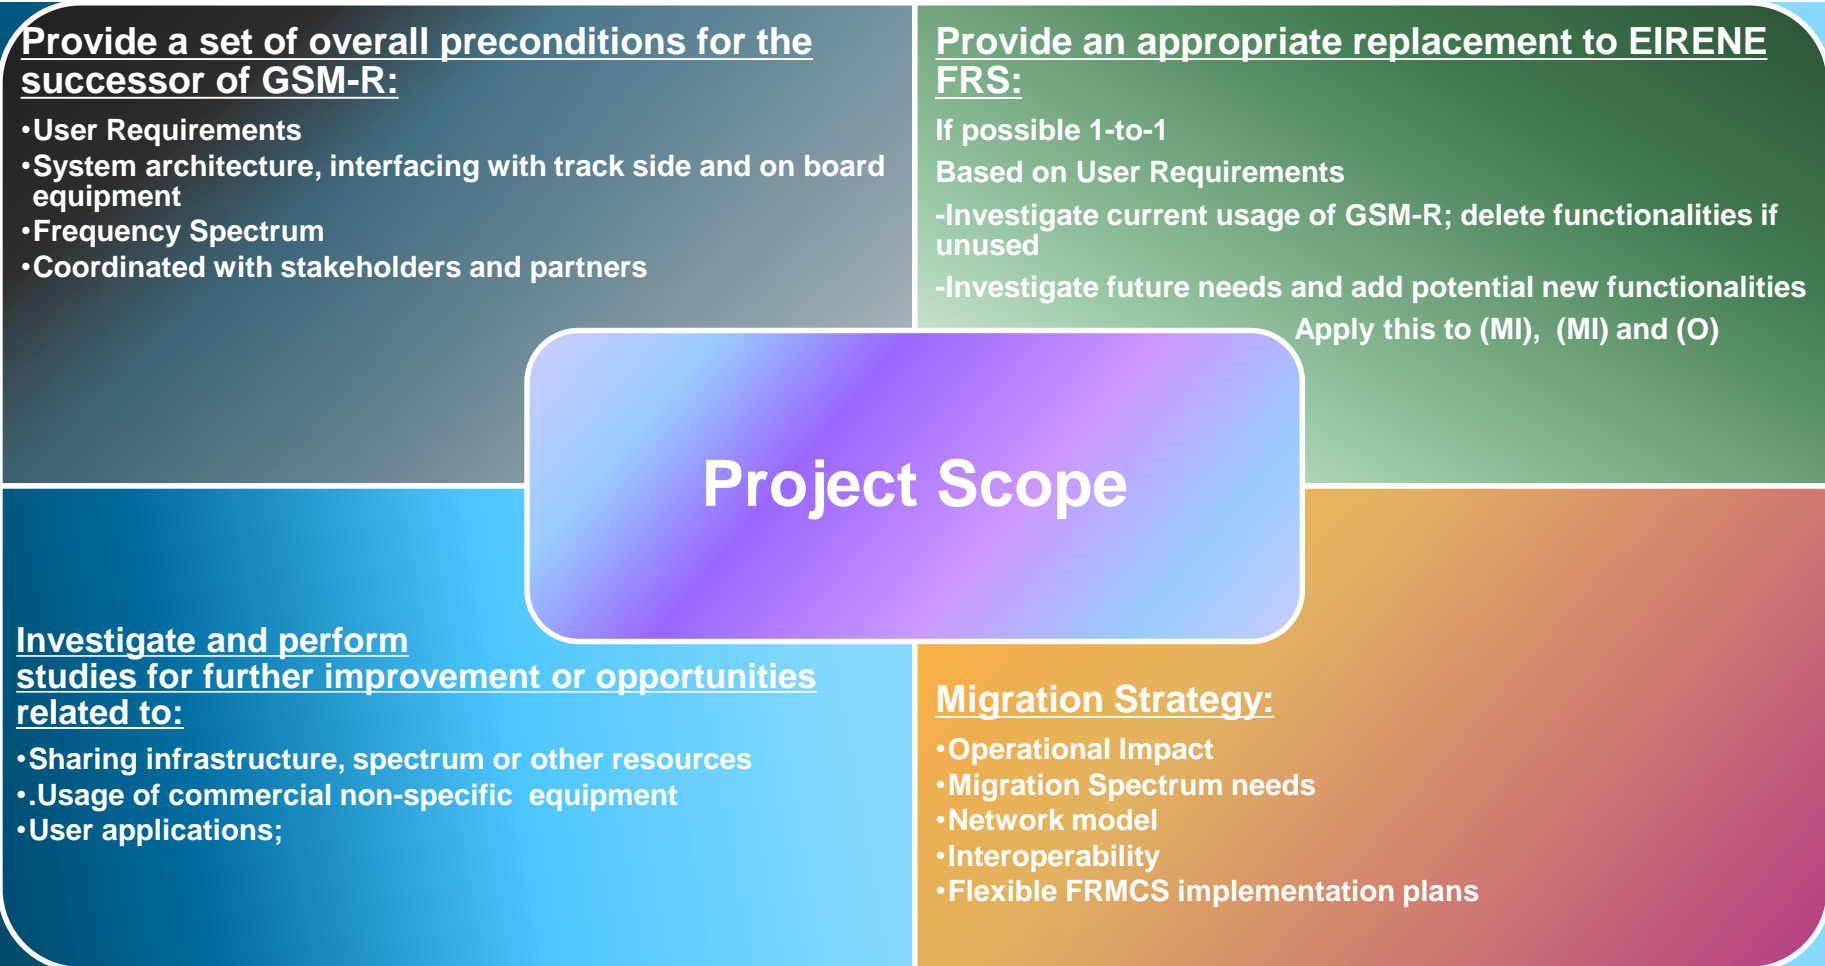 Provide a set of overall preconditions for the
successor of GSM-R:
•User Requirements
•System architecture, interfacing with track side and on board
equipment
•Frequency Spectrum
•Coordinated with stakeholders and partners
Provide an appropriate replacement to EIRENE
FRS:
If possible 1-to-1
Based on User Requirements
-Investigate current usage of GSM-R; delete functionalities if
unused
-Investigate future needs and add potential new functionalities
Apply this to (MI),  (MI) and (O)
Project Scope
Investigate and perform
studies for further improvement or opportunities
related to:
•Sharing infrastructure, spectrum or other resources
•.Usage of commercial non-specific  equipment
•User applications;
Migration Strategy:
•Operational Impact
•Migration Spectrum needs
•Network model
•Interoperability
•Flexible FRMCS implementation plans